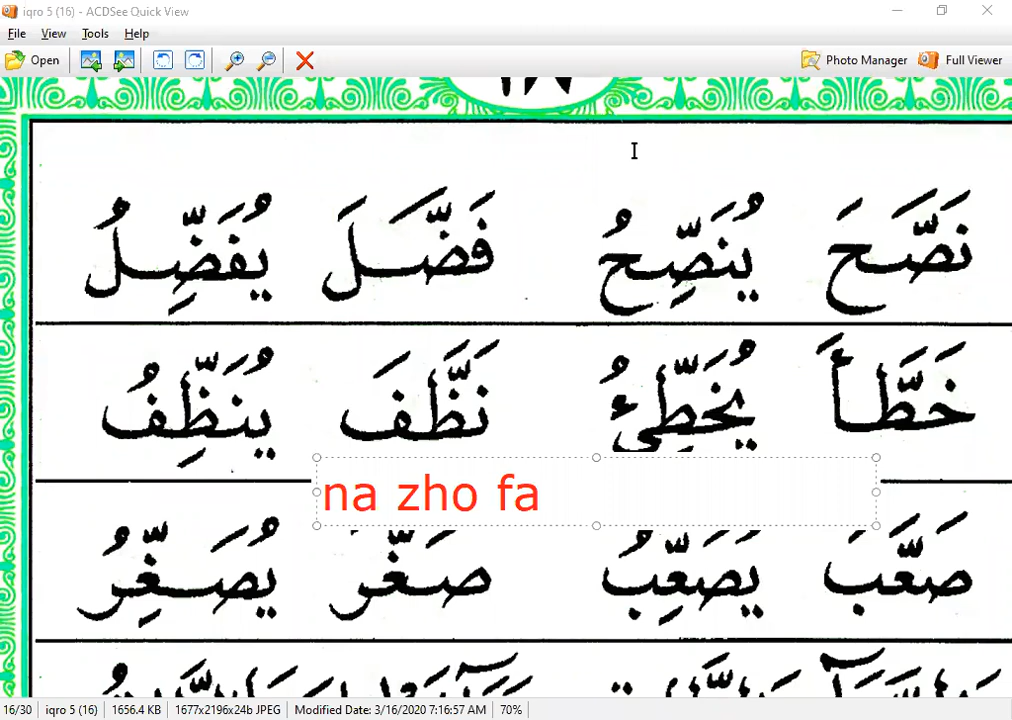 iqro 5 (16) - ACDSee Quick View
File View Tools Help
Open Photo Manager Full Viewer
نَصَّحَ يُنَصِّحُ فَضَّلَ يُفَضِّلُ
خَطَّأَ يُخَطِّىءُ نَظَّفَ يُنَظِّفُ
na zho fa
صَعَّبَ يُصَعِّبُ صَغَّرَ يُصَغِّرُ
16/30 iqro 5 (16) 1656.4 KB 1677x2196x24b JPEG Modified Date: 3/16/2020 7:16:57 AM 70%